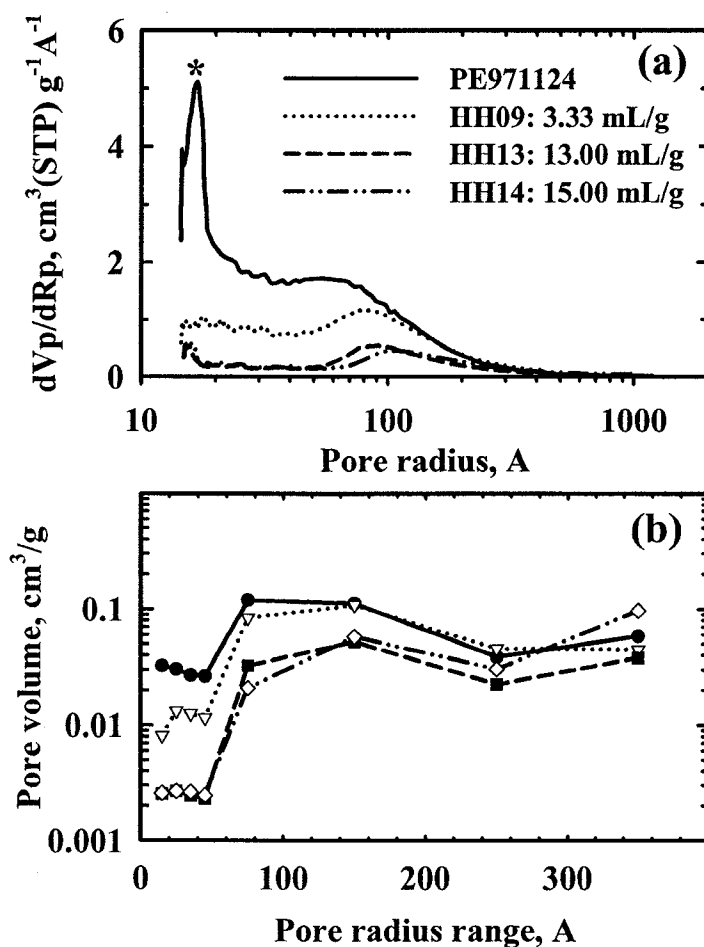 6
(a)
*
PE971124
HH09: 3.33 mL/g
HH13: 13.00 mL/g
HH14: 15.00 mL/g
4
2
0
dVp/dRp, cm³(STP) g⁻¹A⁻¹
10
100
1000
Pore radius, A
(b)
0.1
0.01
0.001
Pore volume, cm³/g
0
100
200
300
Pore radius range, A